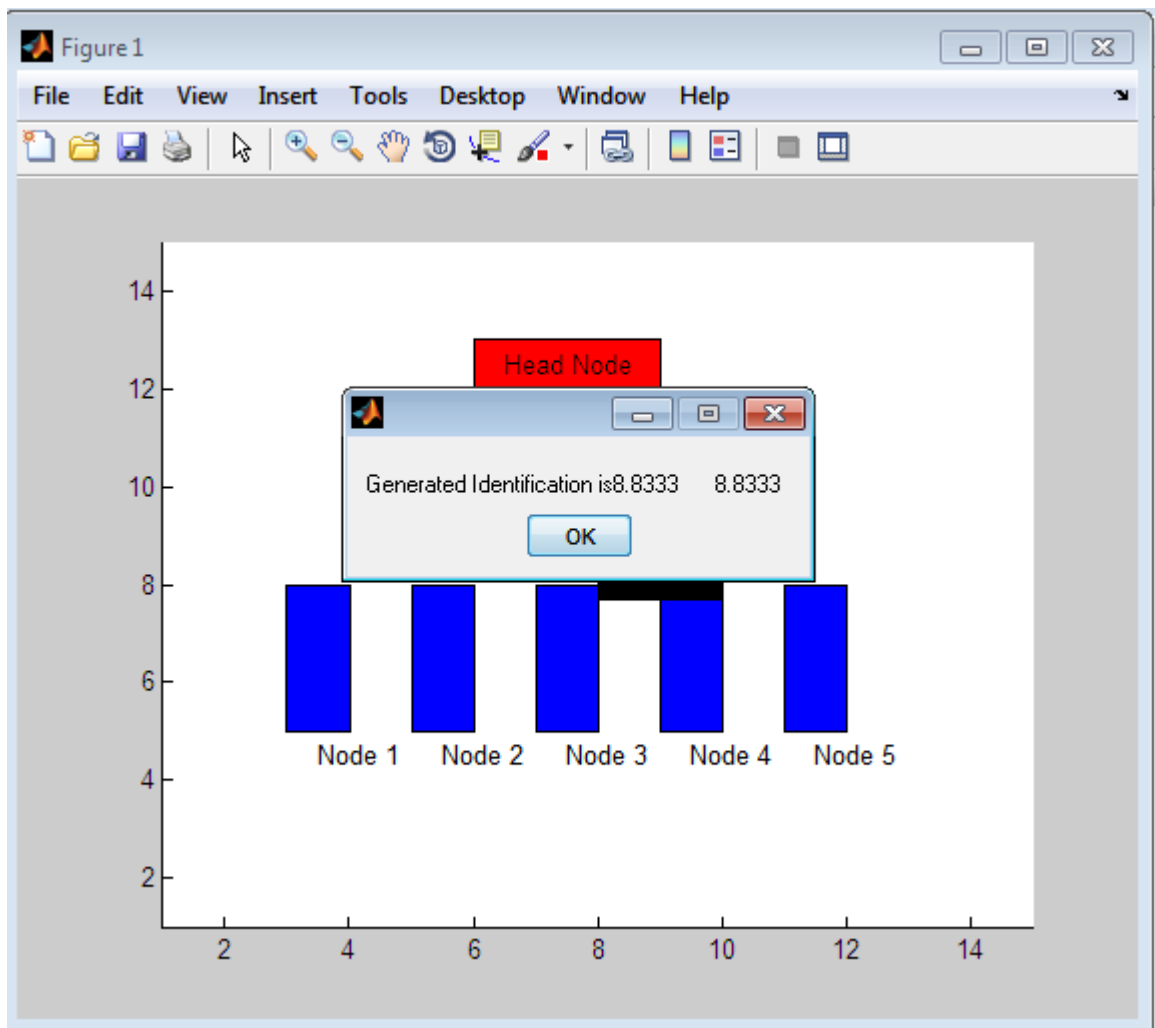 Figure 1
File Edit View Insert Tools Desktop Window Help
14
12
10
8
6
4
2
Head Node
Generated Identification is8.8333 8.8333
OK
Node 1 Node 2 Node 3 Node 4 Node 5
2 4 6 8 10 12 14